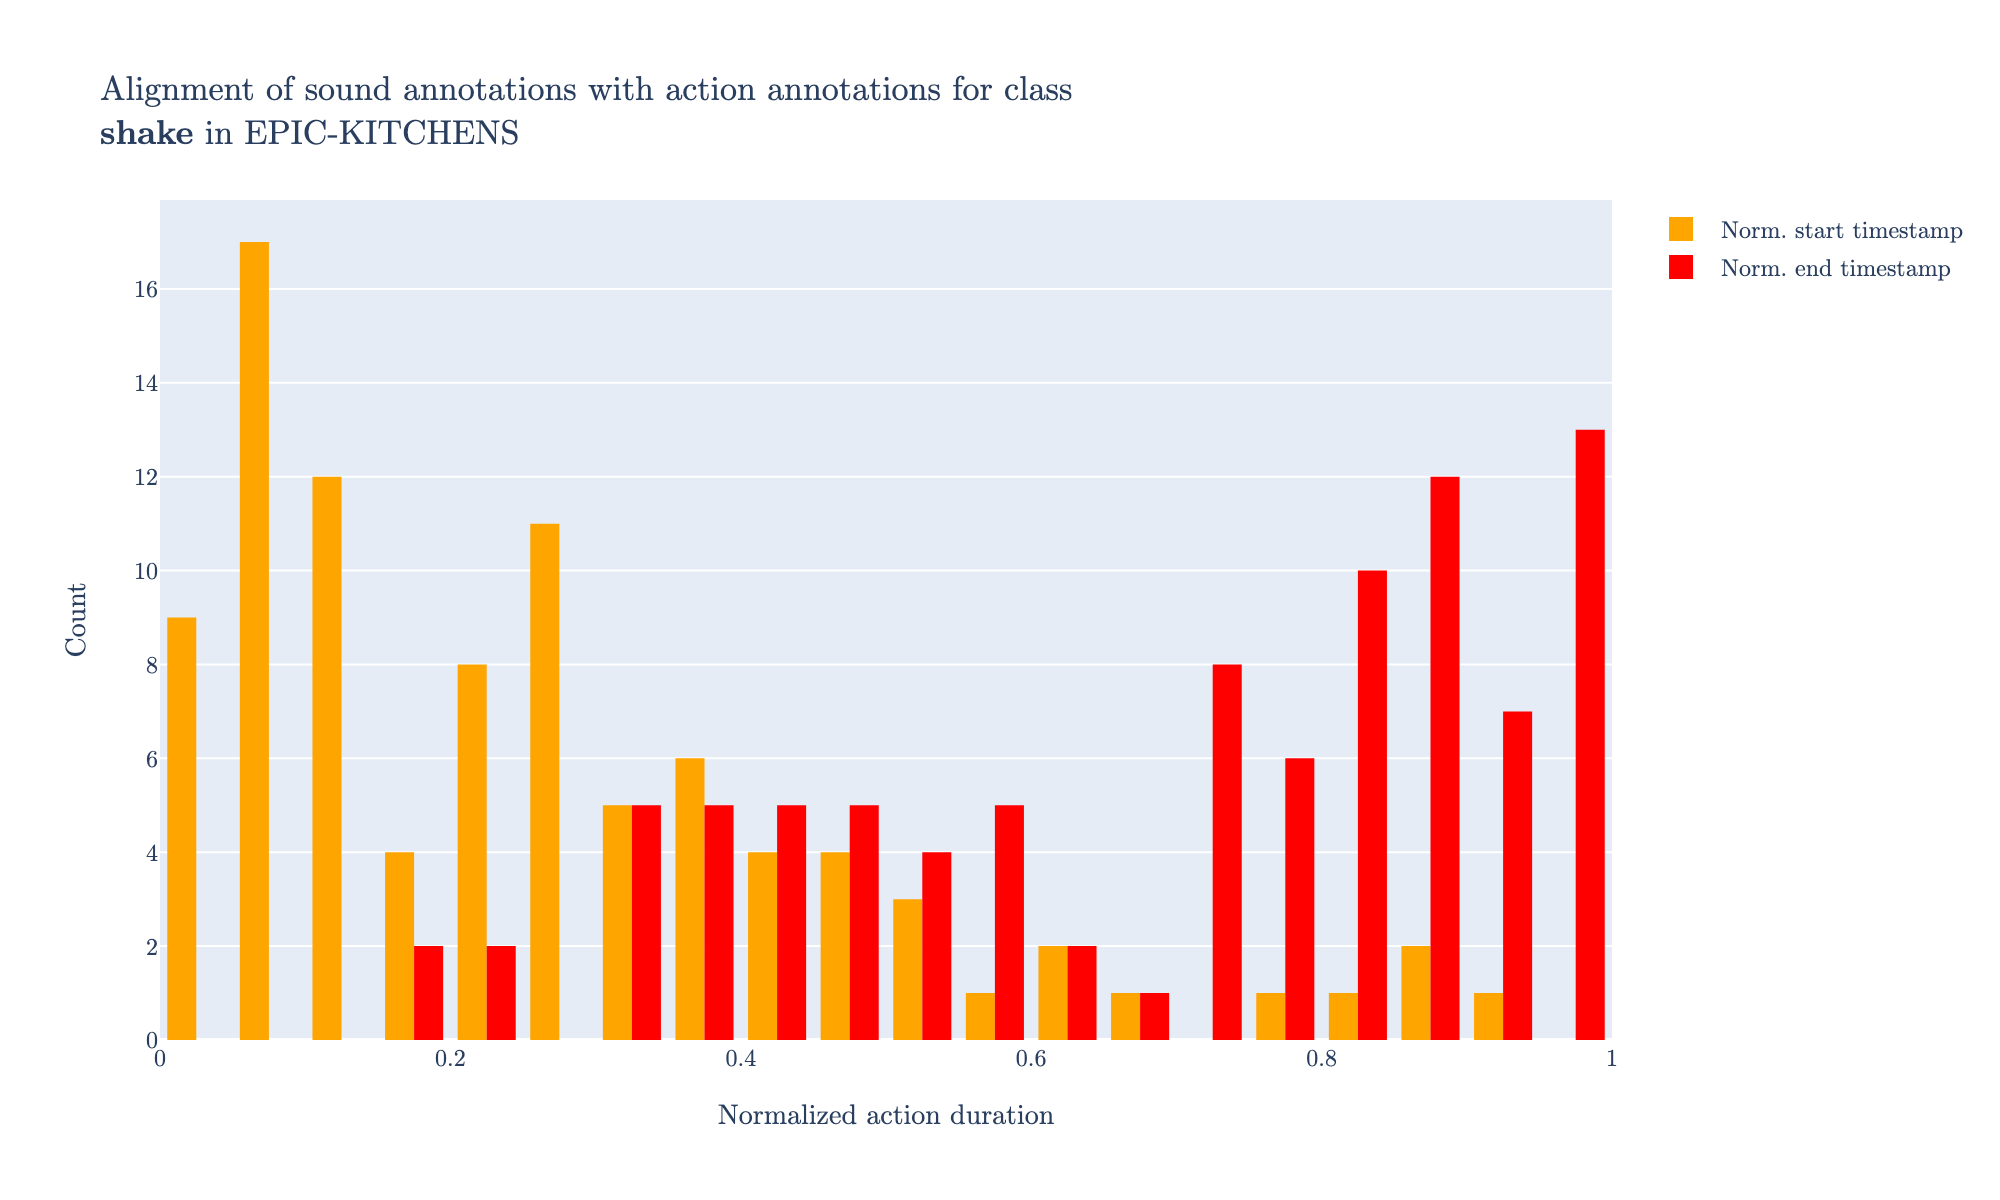 Alignment of sound annotations with action annotations for class
shake in EPIC-KITCHENS
Norm. start timestamp
Norm. end timestamp
16
14
12
10
8
6
4
2
0
Count
0
0.2
0.4
0.6
0.8
1
Normalized action duration